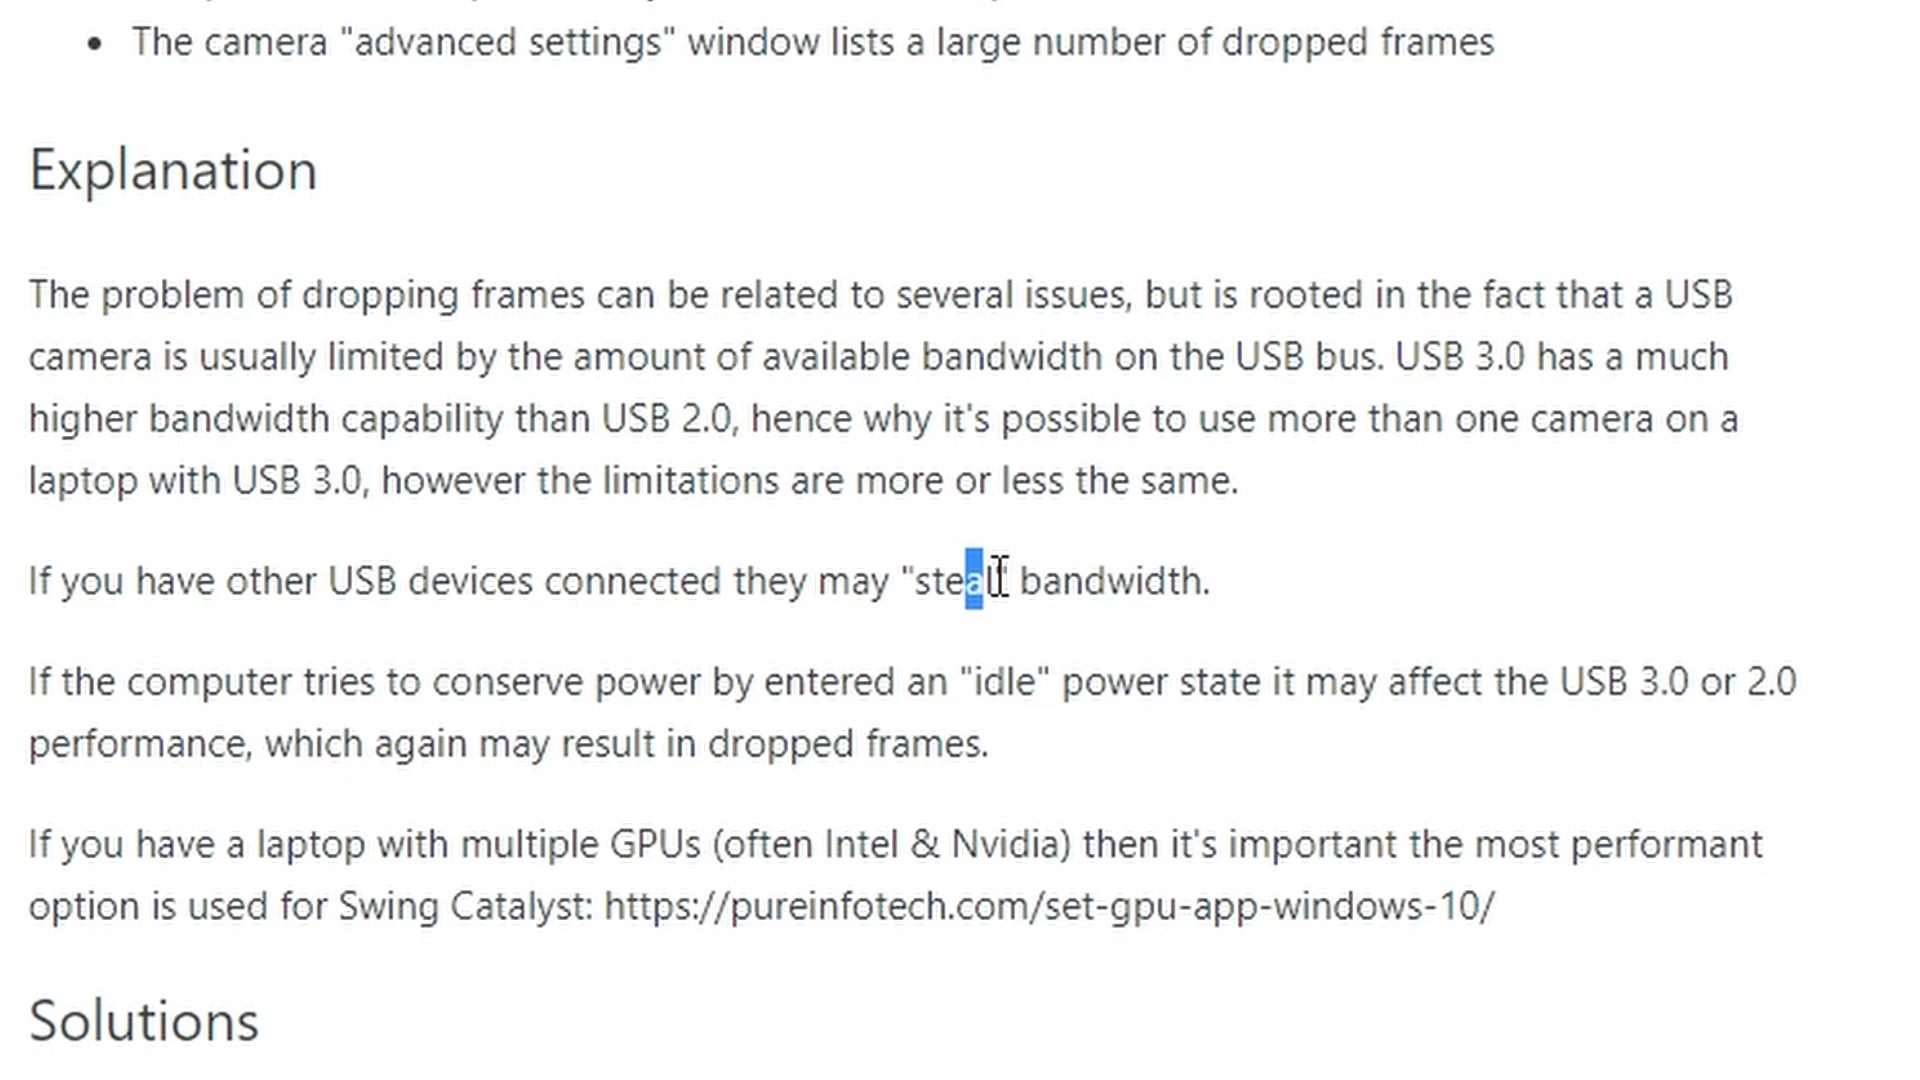 The camera "advanced settings" window lists a large number of dropped frames
Explanation
The problem of dropping frames can be related to several issues, but is rooted in the fact that a USB
camera is usually limited by the amount of available bandwidth on the USB bus. USB 3.0 has a much
higher bandwidth capability than USB 2.0, hence why it's possible to use more than one camera on a
laptop with USB 3.0, however the limitations are more or less the same.
If you have other USB devices connected they may "steal" bandwidth.
If the computer tries to conserve power by entered an "idle" power state it may affect the USB 3.0 or 2.0
performance, which again may result in dropped frames.
If you have a laptop with multiple GPUs (often Intel & Nvidia) then it's important the most performant
option is used for Swing Catalyst: https://pureinfotech.com/set-gpu-app-windows-10/
Solutions